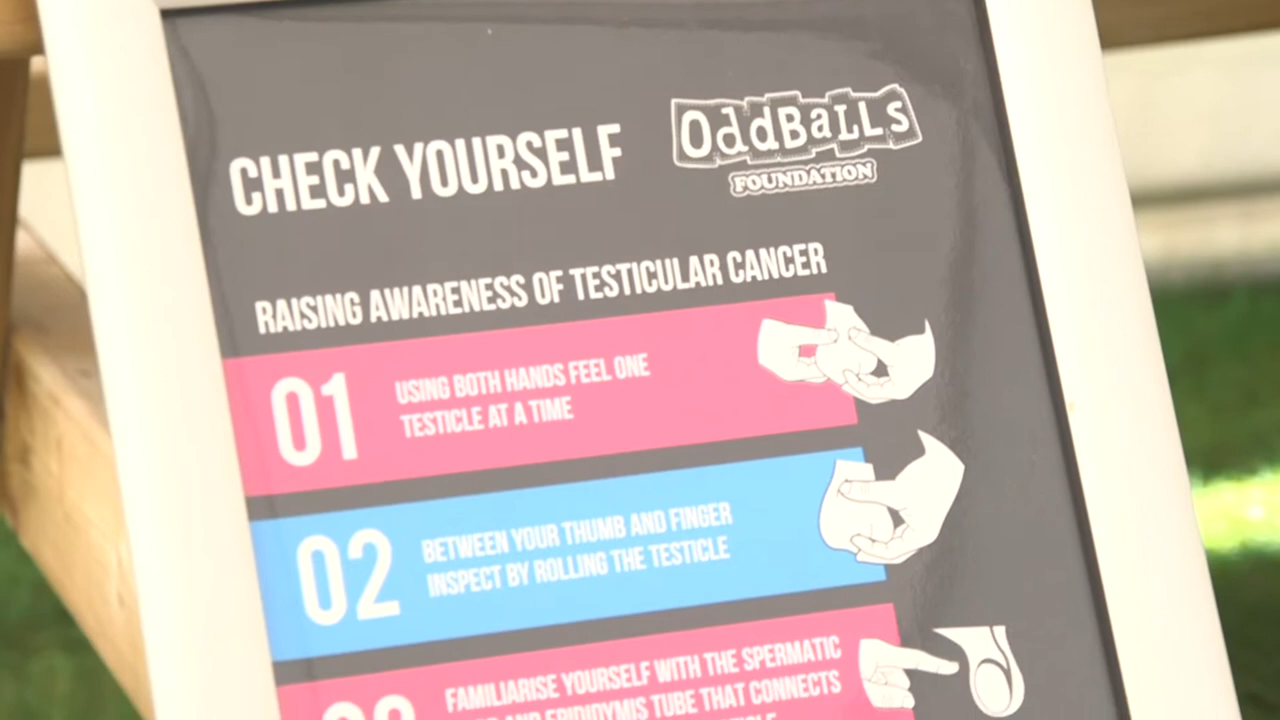 OddBaLLs
FOUNDATION
CHECK YOURSELF
RAISING AWARENESS OF TESTICULAR CANCER
01
USING BOTH HANDS FEEL ONE
TESTICLE AT A TIME
02
BETWEEN YOUR THUMB AND FINGER
INSPECT BY ROLLING THE TESTICLE
FAMILIARISE YOURSELF WITH THE SPERMATIC
AND EPIDIDYMIS TUBE THAT CONNECTS